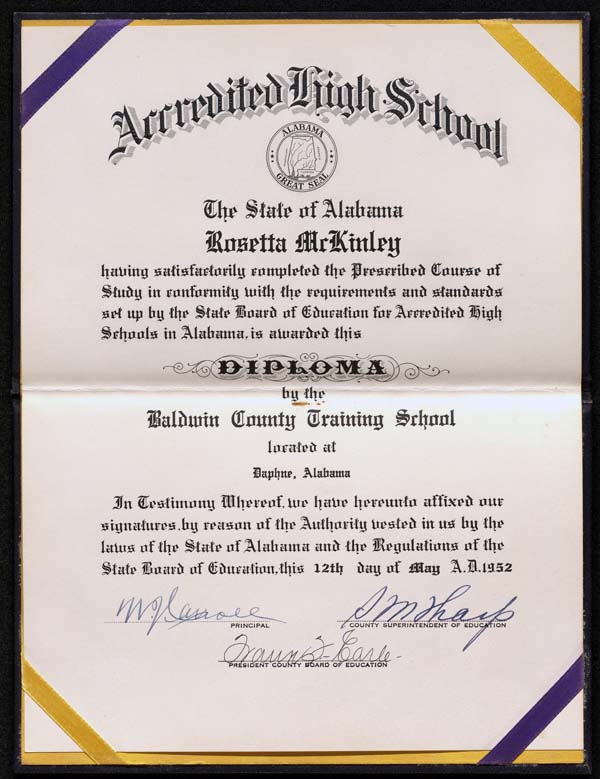 Accredited High School
ALABAMA
GREAT SEAL
The State of Alabama
Rosetta McKinley
having satisfactorily completed the Prescribed Course of
Study in conformity with the requirements and standards
set up by the State Board of Education for Accredited High
Schools in Alabama, is awarded this
DIPLOMA
by the
Baldwin County Training School
located at
Daphne, Alabama
In Testimony Whereof, we have hereunto affixed our
signatures, by reason of the Authority vested in us by the
laws of the State of Alabama and the Regulations of the
State Board of Education, this 12th day of May A.D. 1952
W. J. Carroll
PRINCIPAL
S M Tharp
COUNTY SUPERINTENDENT OF EDUCATION
PRESIDENT COUNTY BOARD OF EDUCATION